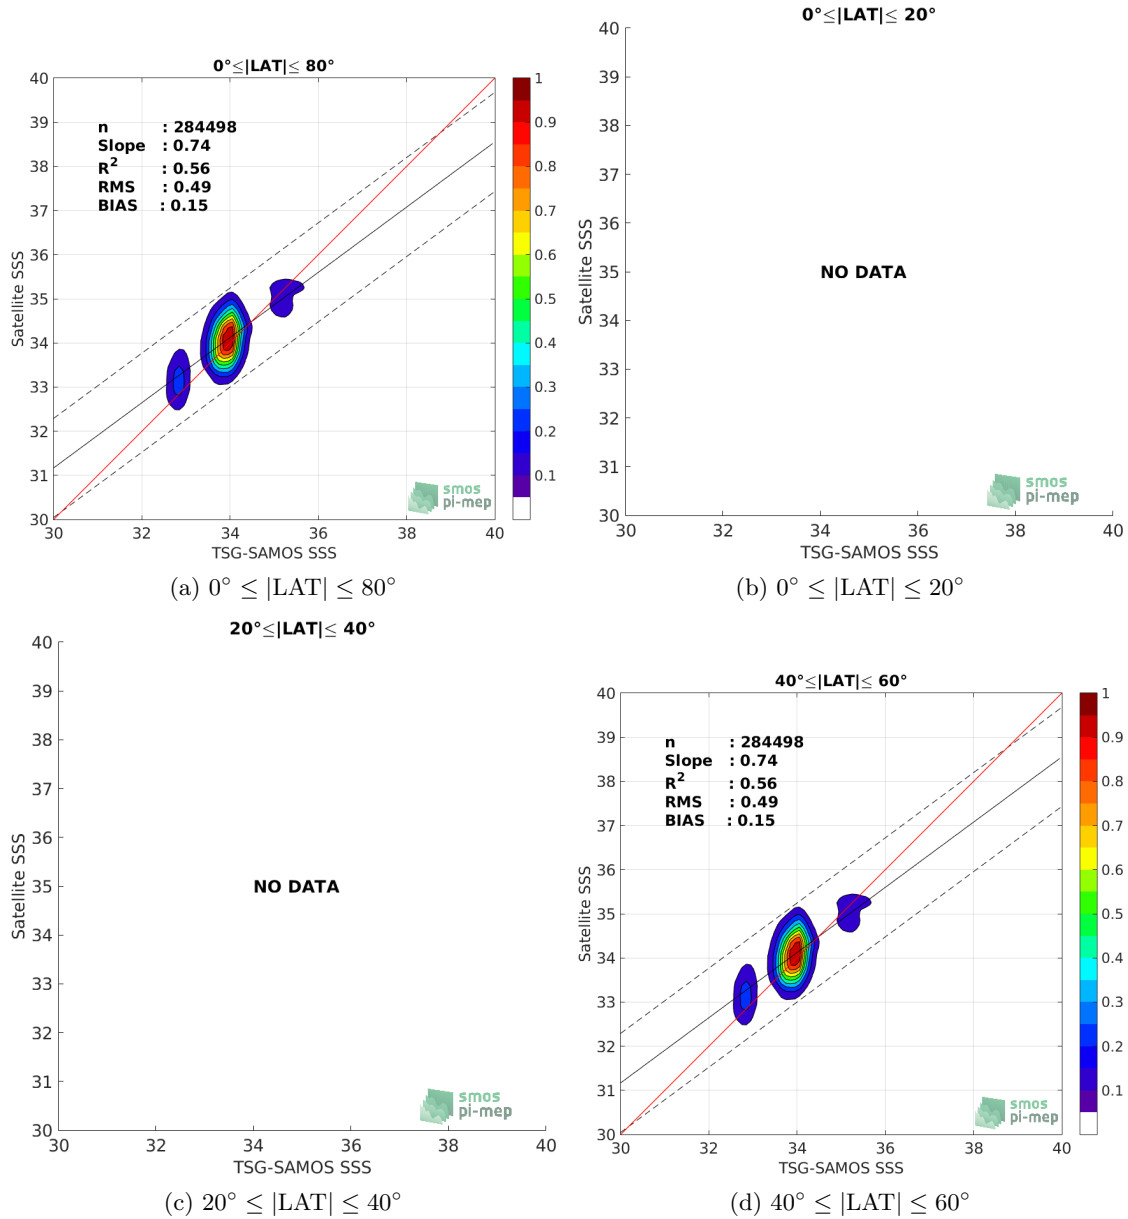 0°≤|LAT|≤ 80°
40
39
38
37
36
35
34
33
32
31
30
Satellite SSS
n : 284498
Slope : 0.74
R2 : 0.56
RMS : 0.49
BIAS : 0.15
smos
pi-mep
30 32 34 36 38 40
TSG-SAMOS SSS
1
0.9
0.8
0.7
0.6
0.5
0.4
0.3
0.2
0.1
(a) 0° ≤ |LAT| ≤ 80°
0°≤|LAT|≤ 20°
40
39
38
37
36
35
34
33
32
31
30
Satellite SSS
NO DATA
smos
pi-mep
30 32 34 36 38 40
TSG-SAMOS SSS
(b) 0° ≤ |LAT| ≤ 20°
20°≤|LAT|≤ 40°
40
39
38
37
36
35
34
33
32
31
30
Satellite SSS
NO DATA
smos
pi-mep
30 32 34 36 38 40
TSG-SAMOS SSS
(c) 20° ≤ |LAT| ≤ 40°
40°≤|LAT|≤ 60°
40
39
38
37
36
35
34
33
32
31
30
Satellite SSS
n : 284498
Slope : 0.74
R2 : 0.56
RMS : 0.49
BIAS : 0.15
smos
pi-mep
30 32 34 36 38 40
TSG-SAMOS SSS
1
0.9
0.8
0.7
0.6
0.5
0.4
0.3
0.2
0.1
(d) 40° ≤ |LAT| ≤ 60°